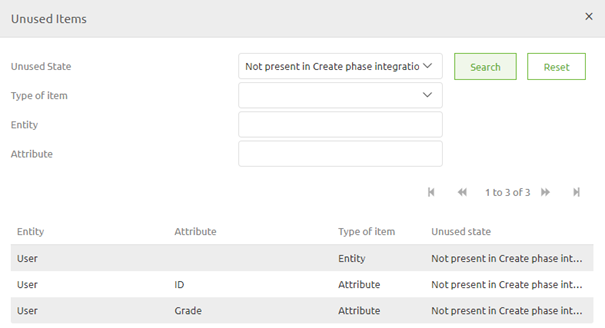 Unused Items
Unused State Not present in Create phase integratio Search Reset
Type of item
Entity
Attribute
1 to 3 of 3
Entity Attribute Type of item Unused state
User Entity Not present in Create phase int...
User ID Attribute Not present in Create phase int...
User Grade Attribute Not present in Create phase int...